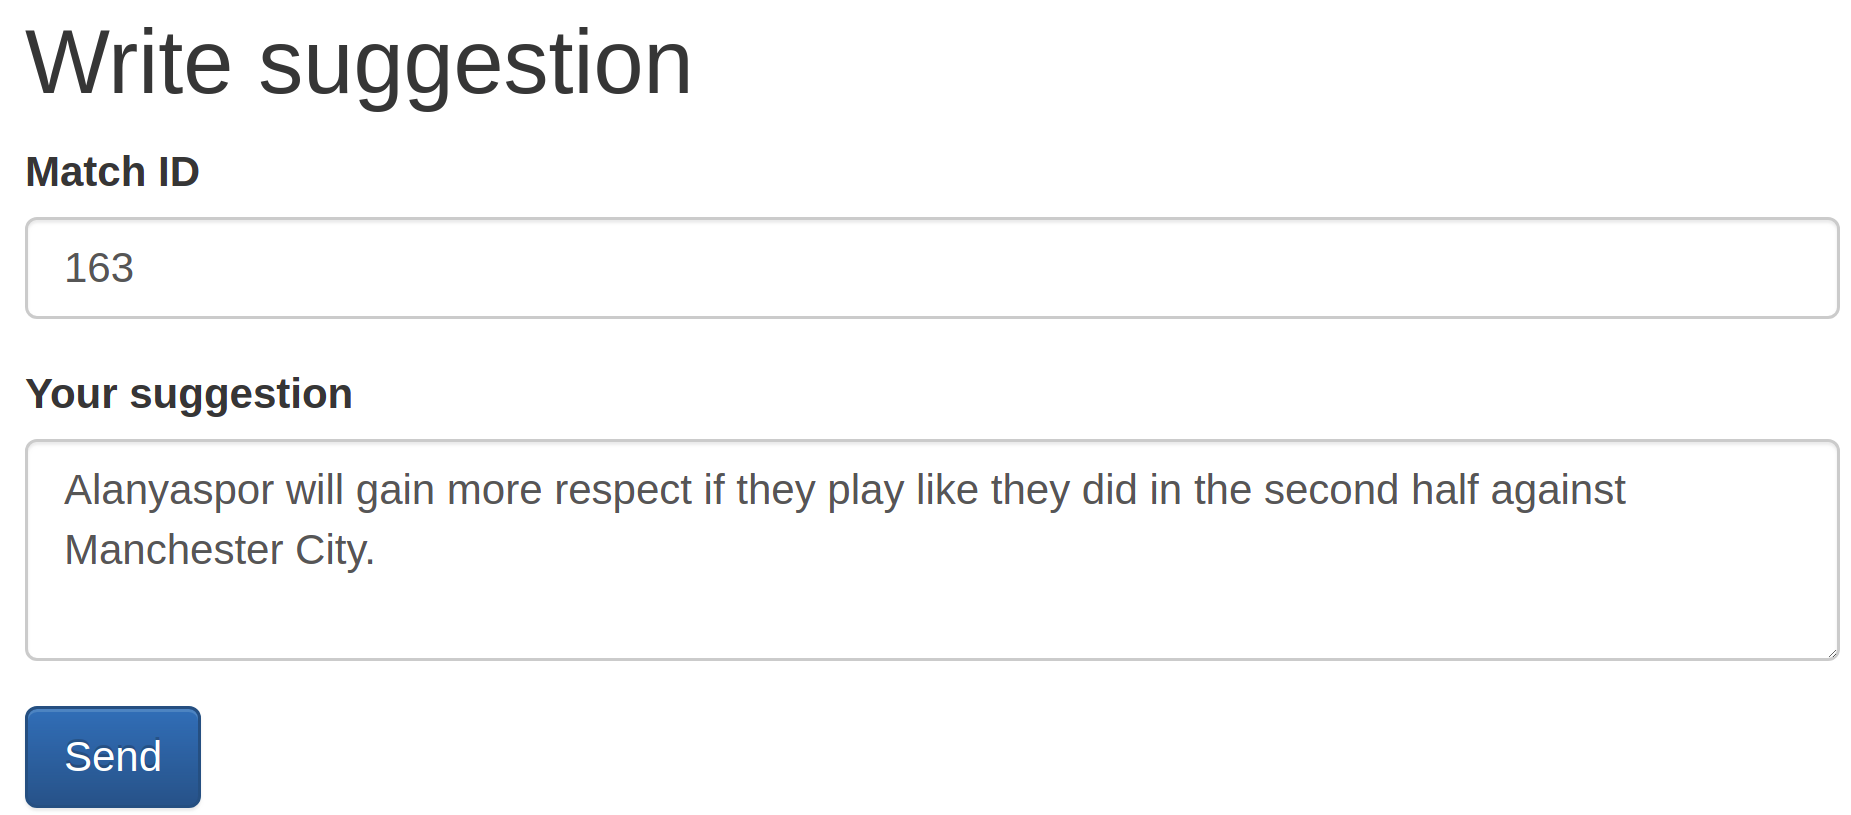 Write suggestion
Match ID
163
Your suggestion
Alanyaspor will gain more respect if they play like they did in the second half against
Manchester City.
Send